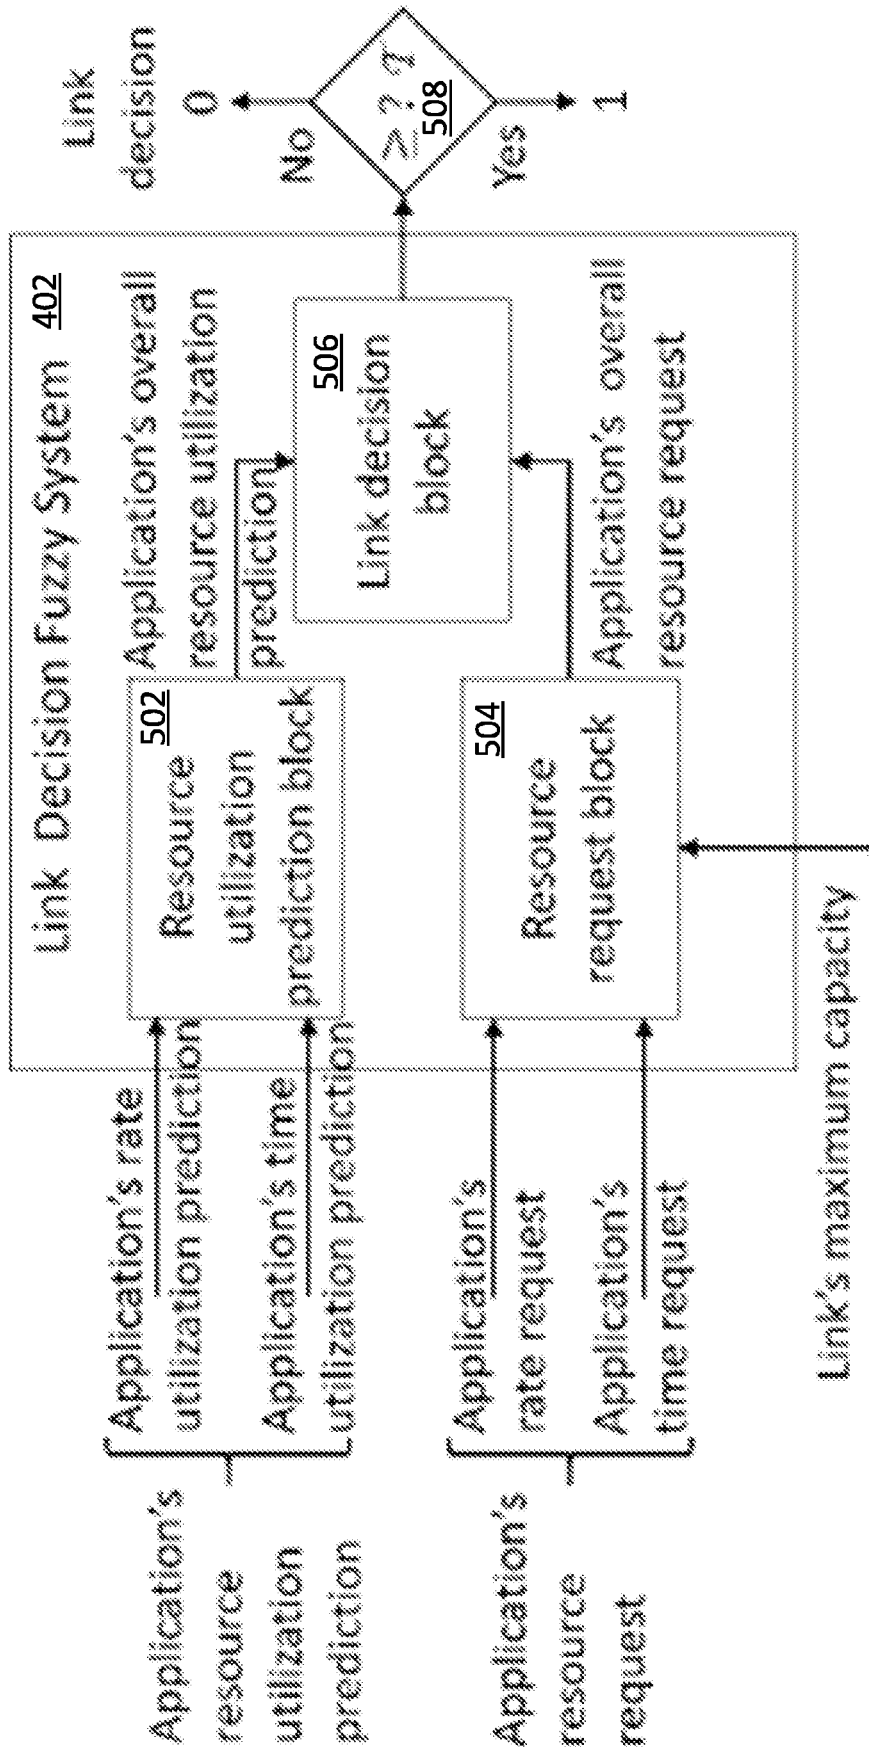 Application's
resource
utilization
prediction
Application's
resource
request
Application's rate
utilization prediction
Application's time
utilization prediction
Application's
rate request
Application's
time request
Link's maximum capacity
Link Decision Fuzzy System 402
502
Resource
utilization
prediction block
504
Resource
request block
Application's overall
resource utilization
prediction
506
Link decision
block
Application's overall
resource request
Link
decision
0
No
≥? T
508
Yes
1